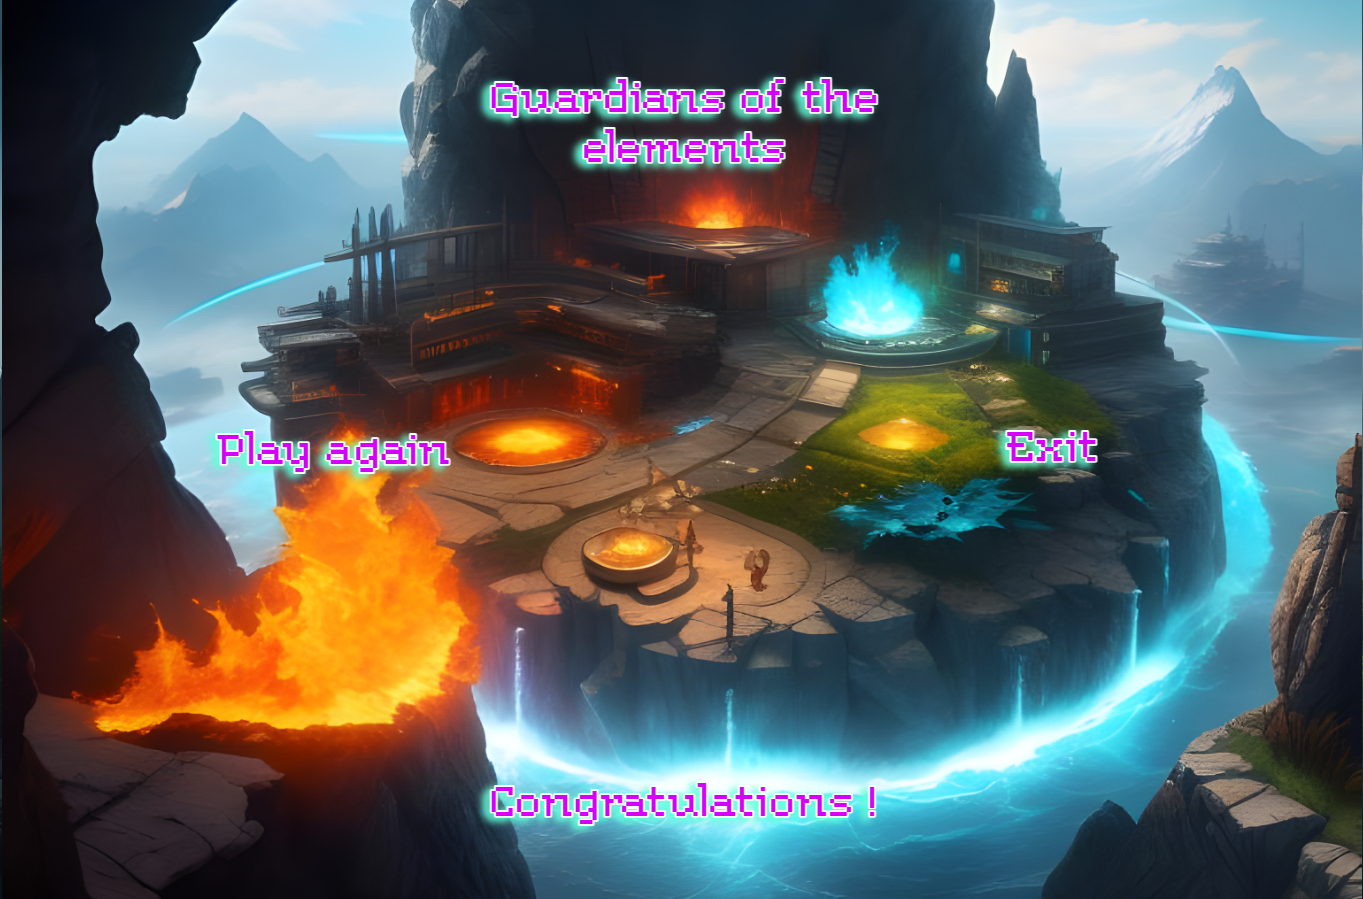 Guardians of the
elements
Play again
Exit
Congratulations !